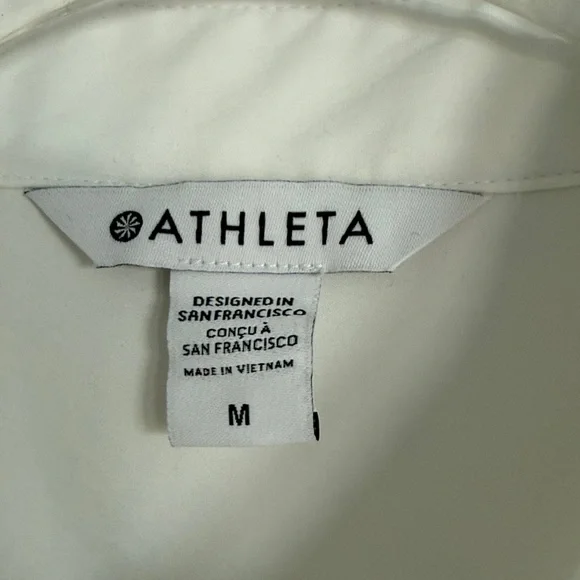 ATHLETA
DESIGNED IN
SAN FRANCISCO
CONÇU À
SAN FRANCISCO
MADE IN VIETNAM
M